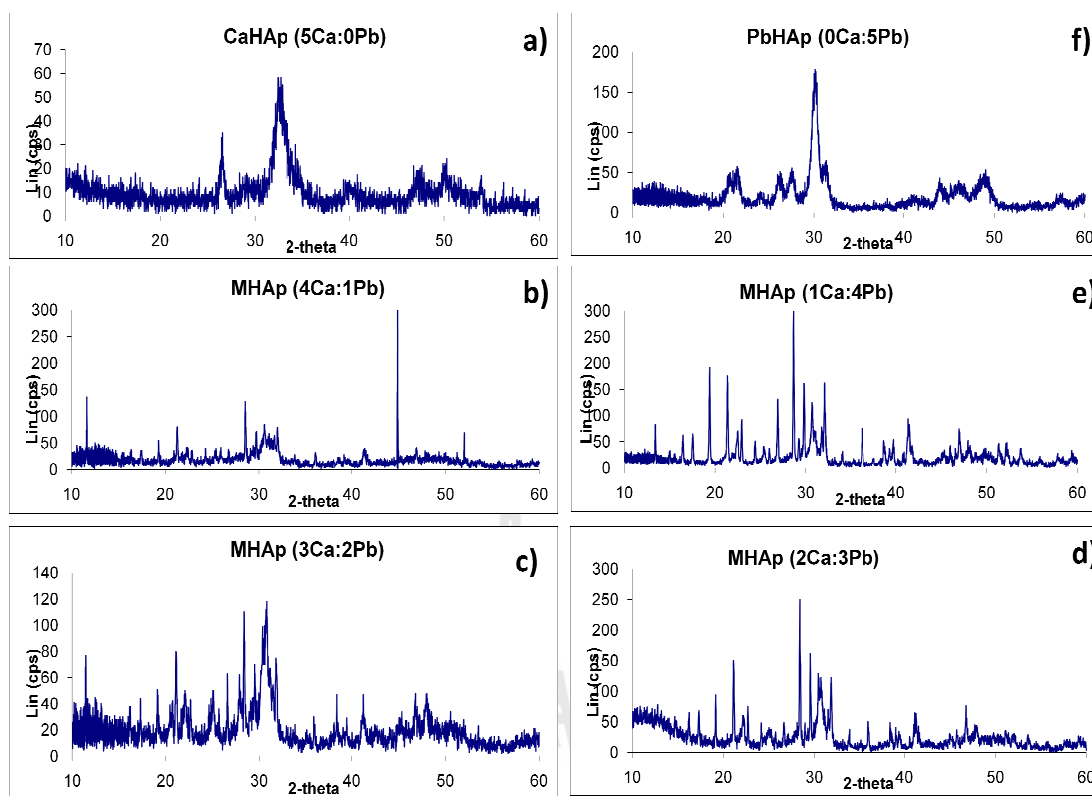 CaHAp (5Ca:0Pb)
a)
Lin (cps)
70
60
50
40
30
20
10
0
10 20 30 40 50 60
2-theta
PbHAp (0Ca:5Pb)
f)
Lin (cps)
200
150
100
50
0
10 20 30 40 50 60
2-theta
MHAp (4Ca:1Pb)
b)
Lin (cps)
300
250
200
150
100
50
0
10 20 30 40 50 60
2-theta
MHAp (1Ca:4Pb)
e)
Lin (cps)
300
250
200
150
100
50
0
10 20 30 40 50 60
2-theta
MHAp (3Ca:2Pb)
c)
Lin (cps)
140
120
100
80
60
40
20
0
10 20 30 40 50 60
2-theta
MHAp (2Ca:3Pb)
d)
Lin (cps)
300
250
200
150
100
50
0
10 20 30 40 50 60
2-theta